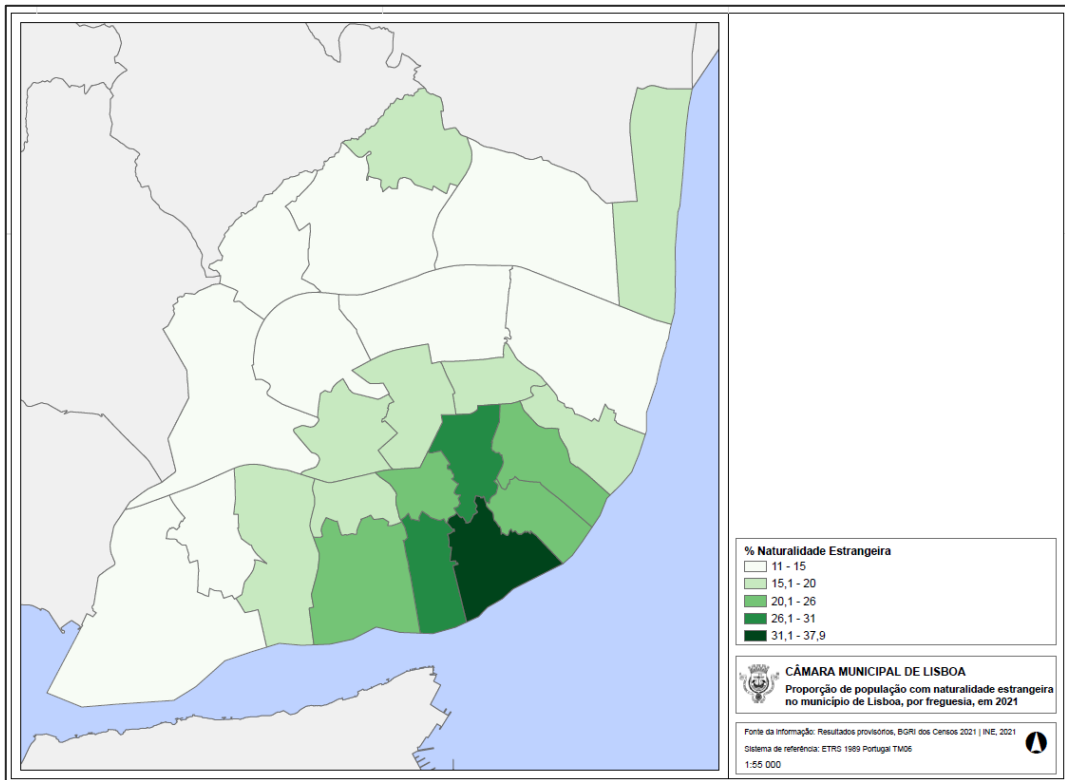 % Naturalidade Estrangeira
11 - 15
15,1 - 20
20,1 - 26
26,1 - 31
31,1 - 37,9
CÂMARA MUNICIPAL DE LISBOA
Proporção de população com naturalidade estrangeira
no município de Lisboa, por freguesia, em 2021
Fonte da Informação: Resultados provisórios, BGRI dos Censos 2021 | INE, 2021
Sistema de referência: ETRS 1989 Portugal TM06
1:55 000